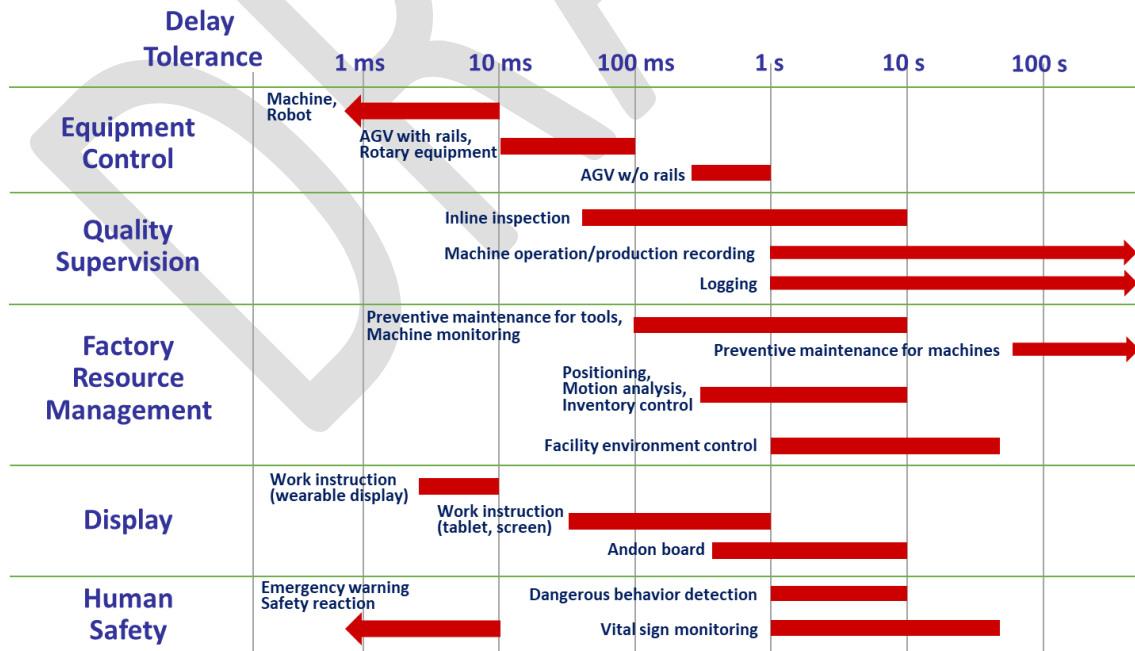 Delay
Tolerance
1 ms
10 ms
100 ms
1 s
10 s
100 s
Equipment
Control
Machine,
Robot
AGV with rails,
Rotary equipment
AGV w/o rails
Quality
Supervision
Inline inspection
Machine operation/production recording
Logging
Factory
Resource
Management
Preventive maintenance for tools,
Machine monitoring
Preventive maintenance for machines
Positioning,
Motion analysis,
Inventory control
Facility environment control
Display
Work instruction
(wearable display)
Work instruction
(tablet, screen)
Andon board
Human
Safety
Emergency warning
Safety reaction
Dangerous behavior detection
Vital sign monitoring